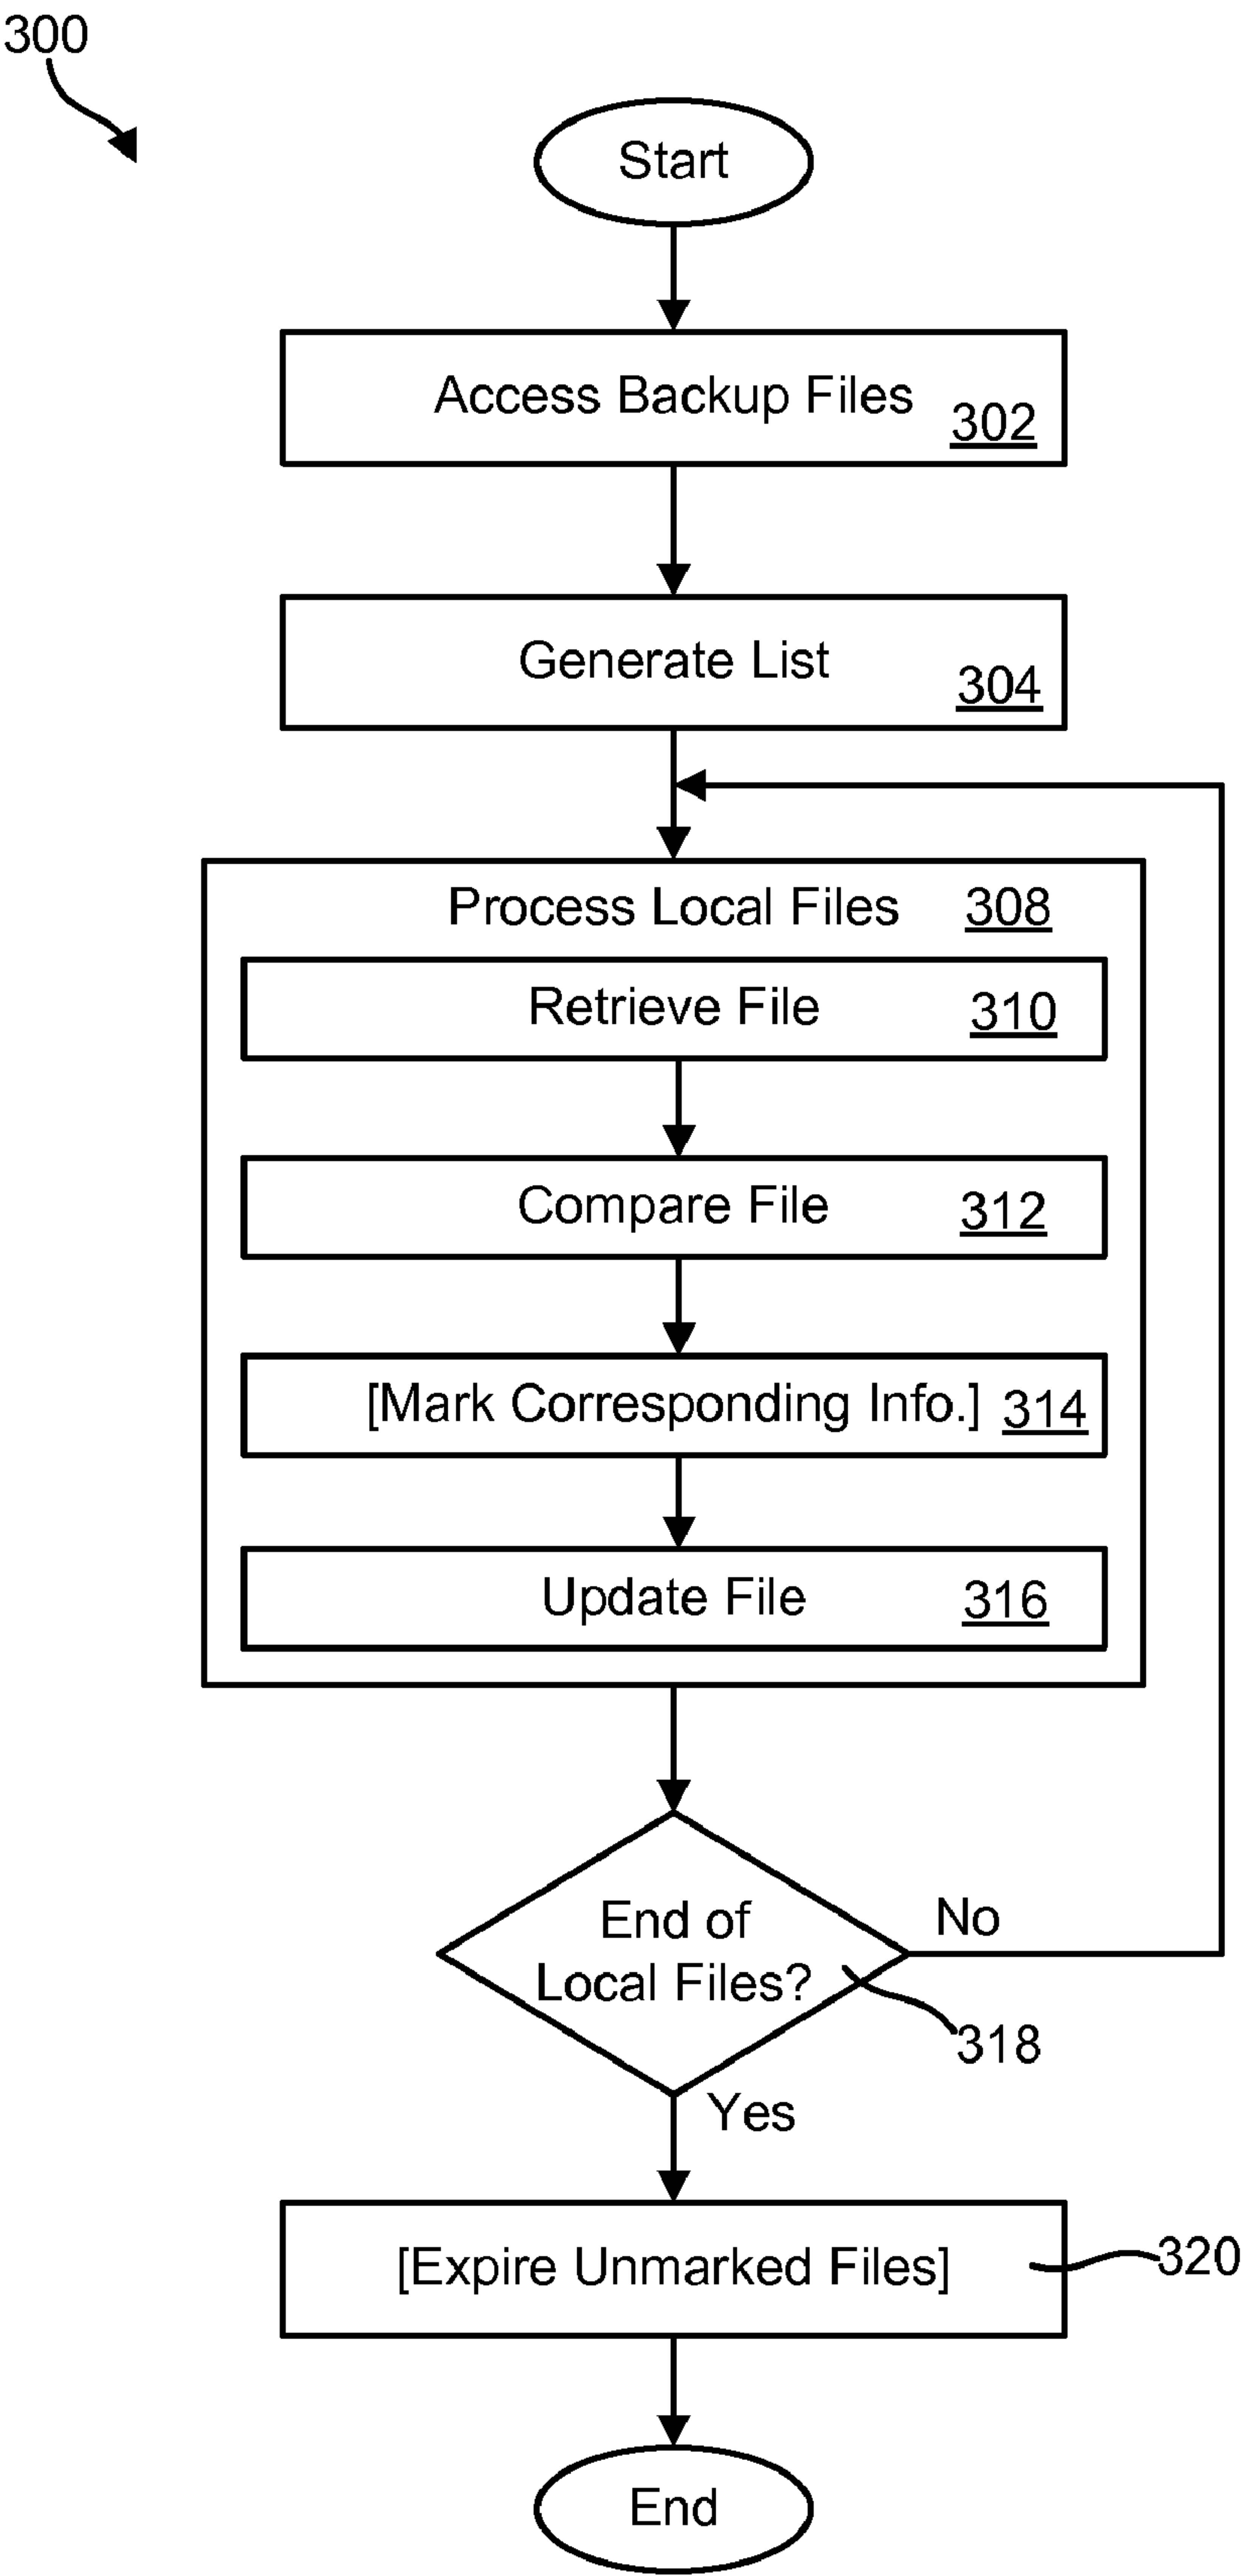 300
Start
Access Backup Files 302
Generate List 304
Process Local Files 308
Retrieve File 310
Compare File 312
[Mark Corresponding Info.] 314
Update File 316
End of
Local Files?
No
318
Yes
[Expire Unmarked Files]
320
End